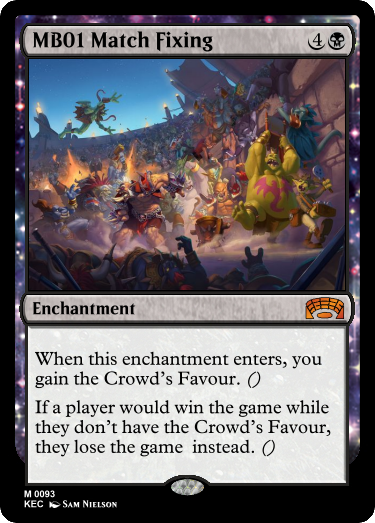 MB01 Match Fixing 4
Enchantment
When this enchantment enters, you
gain the Crowd's Favour. ()
If a player would win the game while
they don't have the Crowd's Favour,
they lose the game  instead. ()
M 0093
KEC Sam Nielson